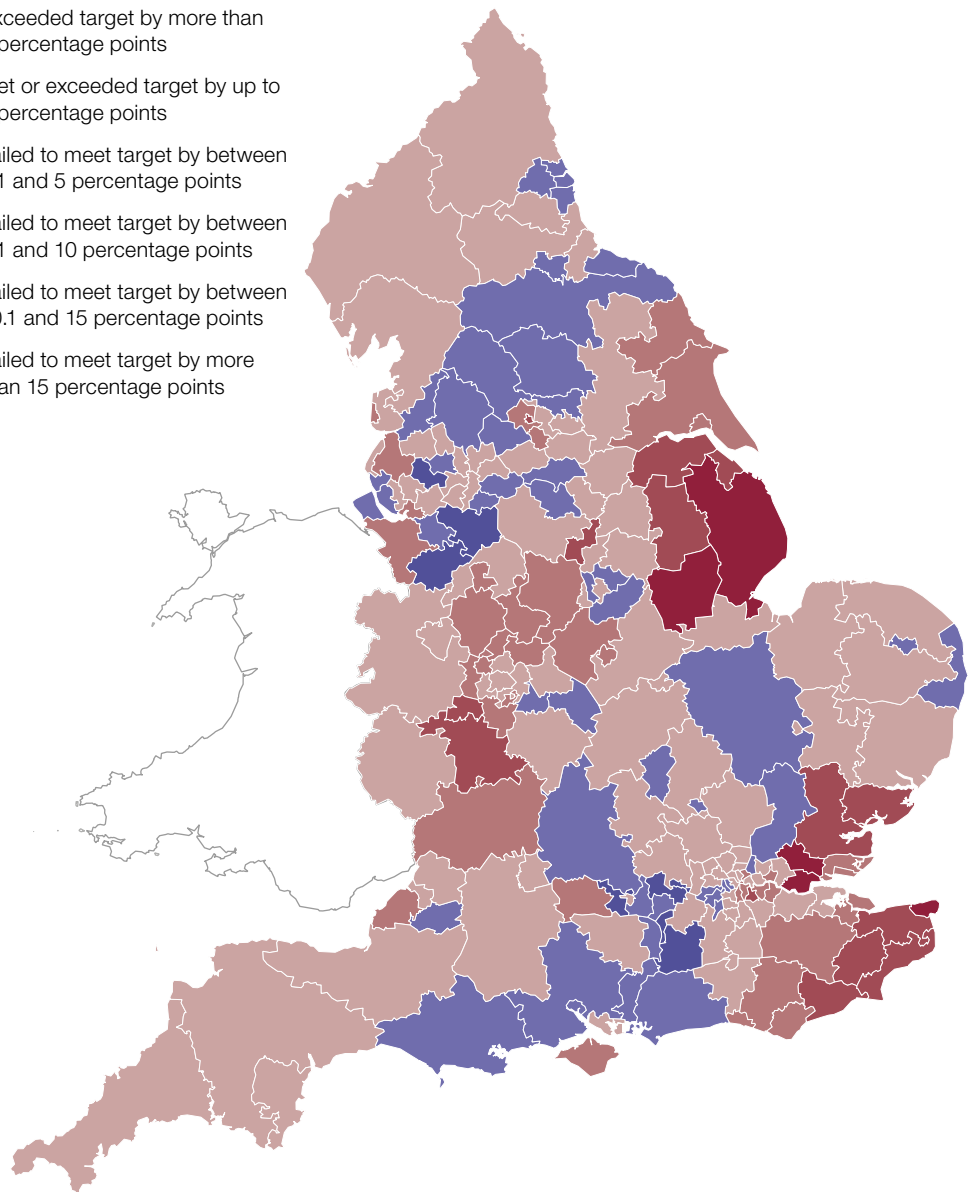 xceeded target by more than
percentage points
et or exceeded target by up to
percentage points
ailed to meet target by between
1 and 5 percentage points
ailed to meet target by between
1 and 10 percentage points
ailed to meet target by between
0.1 and 15 percentage points
ailed to meet target by more
an 15 percentage points